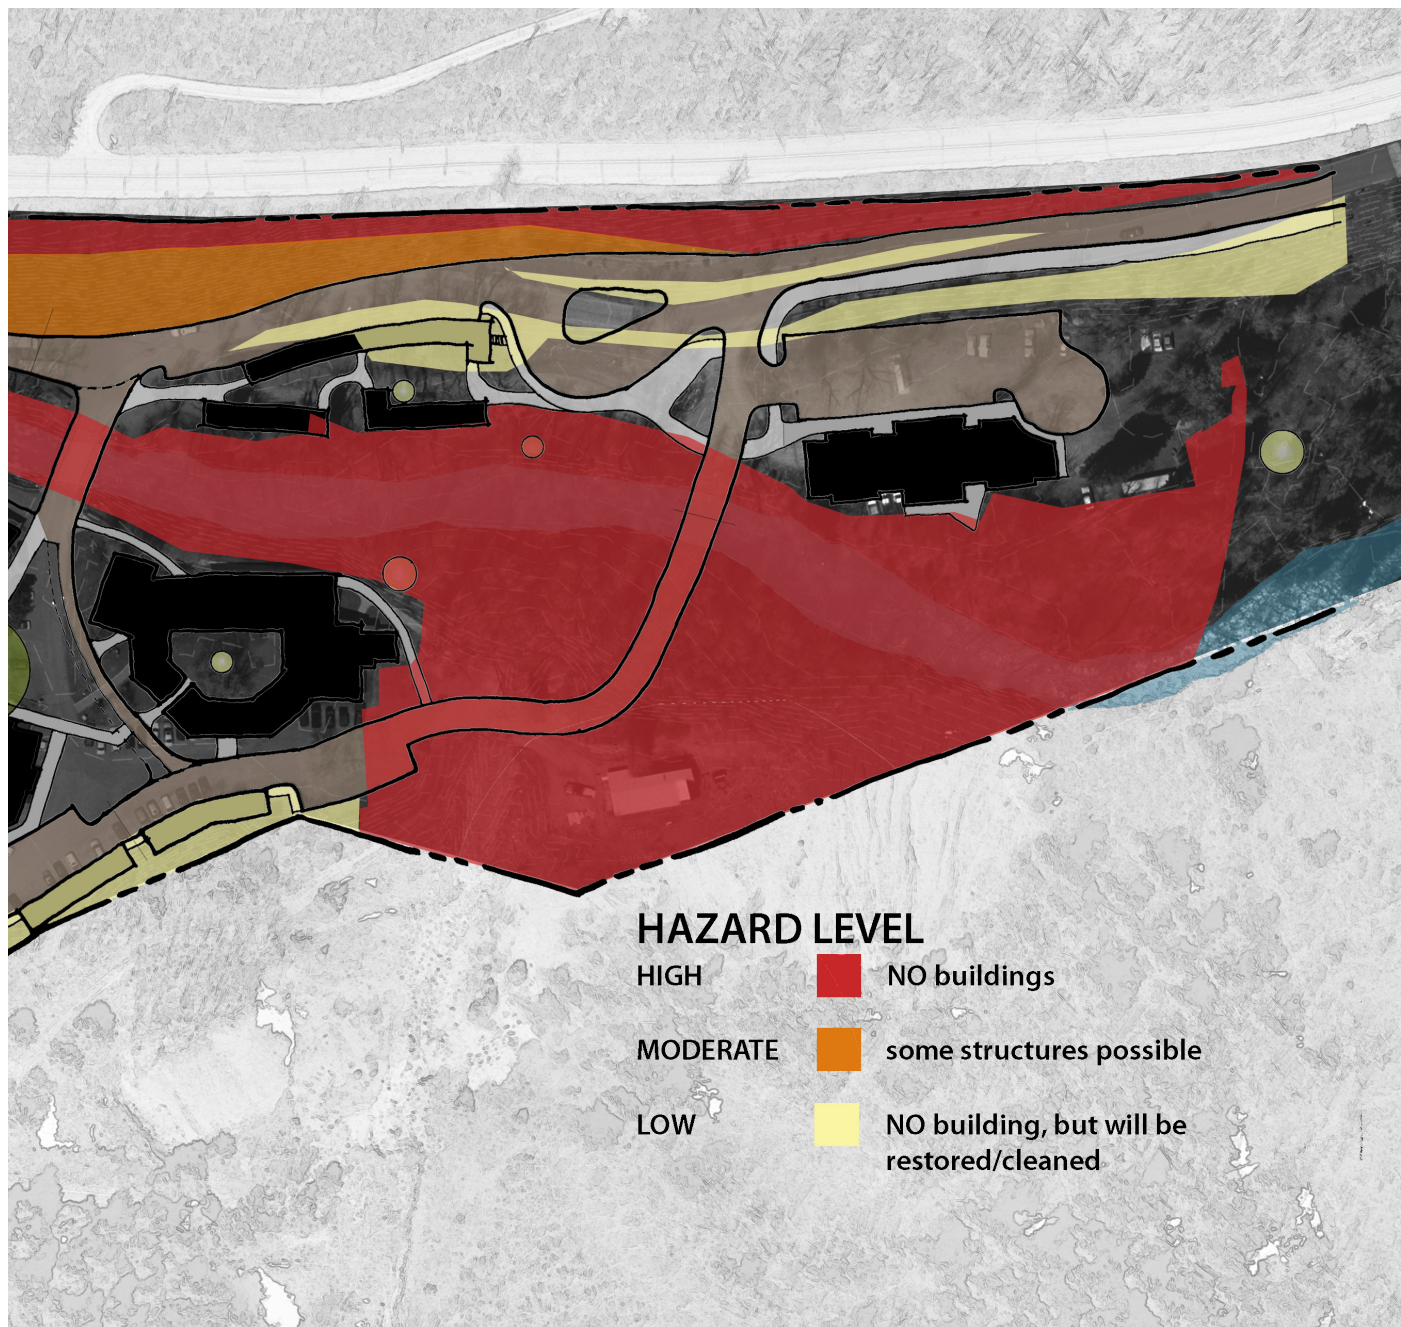 HAZARD LEVEL
HIGH NO buildings
MODERATE some structures possible
LOW NO building, but will be
restored/cleaned